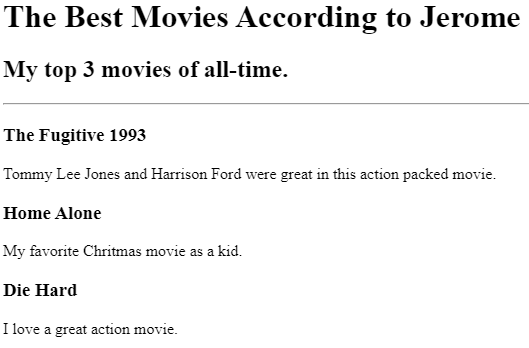 The Best Movies According to Jerome
My top 3 movies of all-time.
The Fugitive 1993
Tommy Lee Jones and Harrison Ford were great in this action packed movie.
Home Alone
My favorite Chritmas movie as a kid.
Die Hard
I love a great action movie.